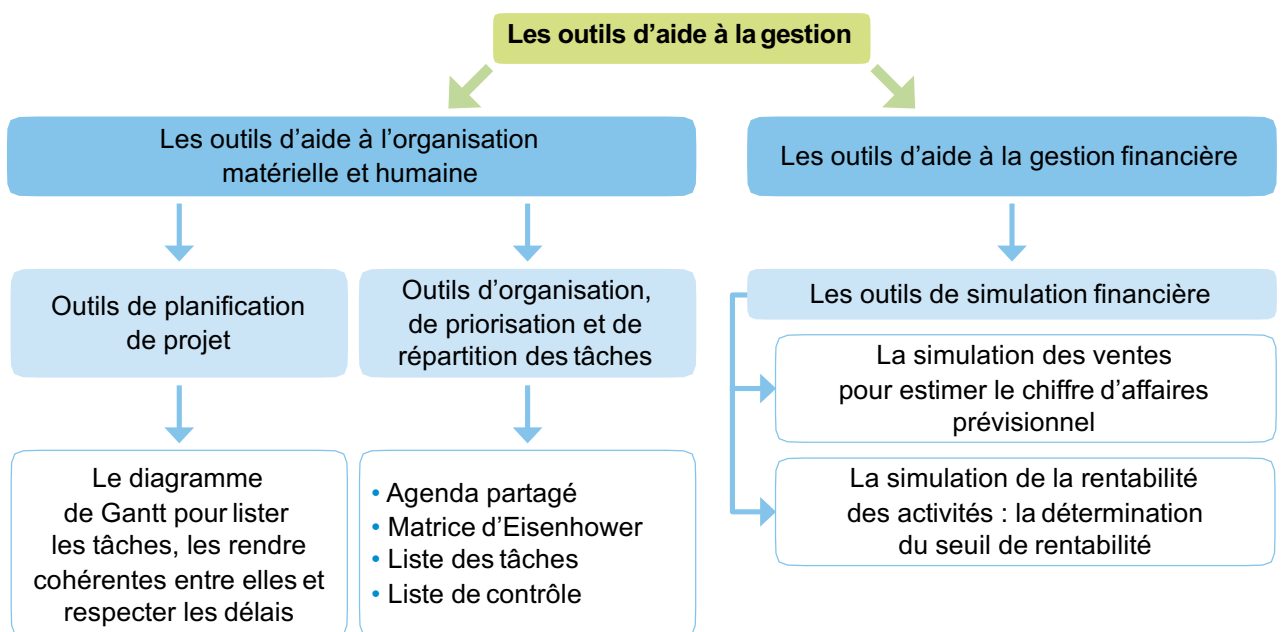 Les outils d'aide à la gestion
Les outils d'aide à l'organisation
matérielle et humaine
Les outils d'aide à la gestion financière
Outils de planification
de projet
Outils d'organisation,
de priorisation et de
répartition des tâches
Les outils de simulation financière
La simulation des ventes
pour estimer le chiffre d'affaires
prévisionnel
Le diagramme
de Gantt pour lister
les tâches, les rendre
cohérentes entre elles et
respecter les délais
• Agenda partagé
• Matrice d'Eisenhower
• Liste des tâches
• Liste de contrôle
La simulation de la rentabilité
des activités : la détermination
du seuil de rentabilité